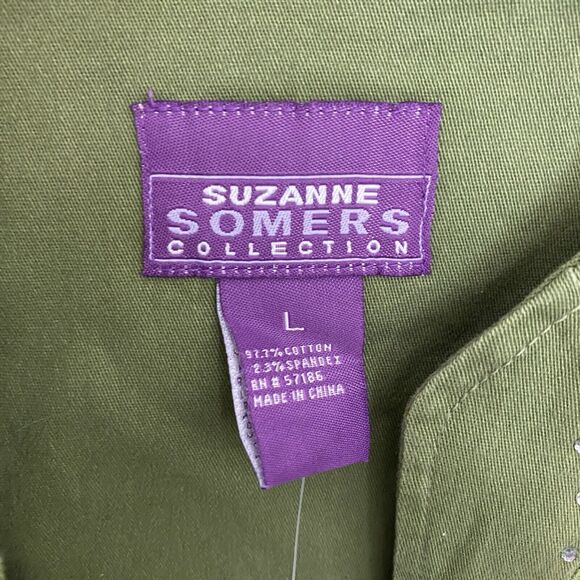 SUZANNE
SOMERS
COLLECTION
L
97.7% COTTON
2.3% SPANDEX
RN # 57186
MADE IN CHINA